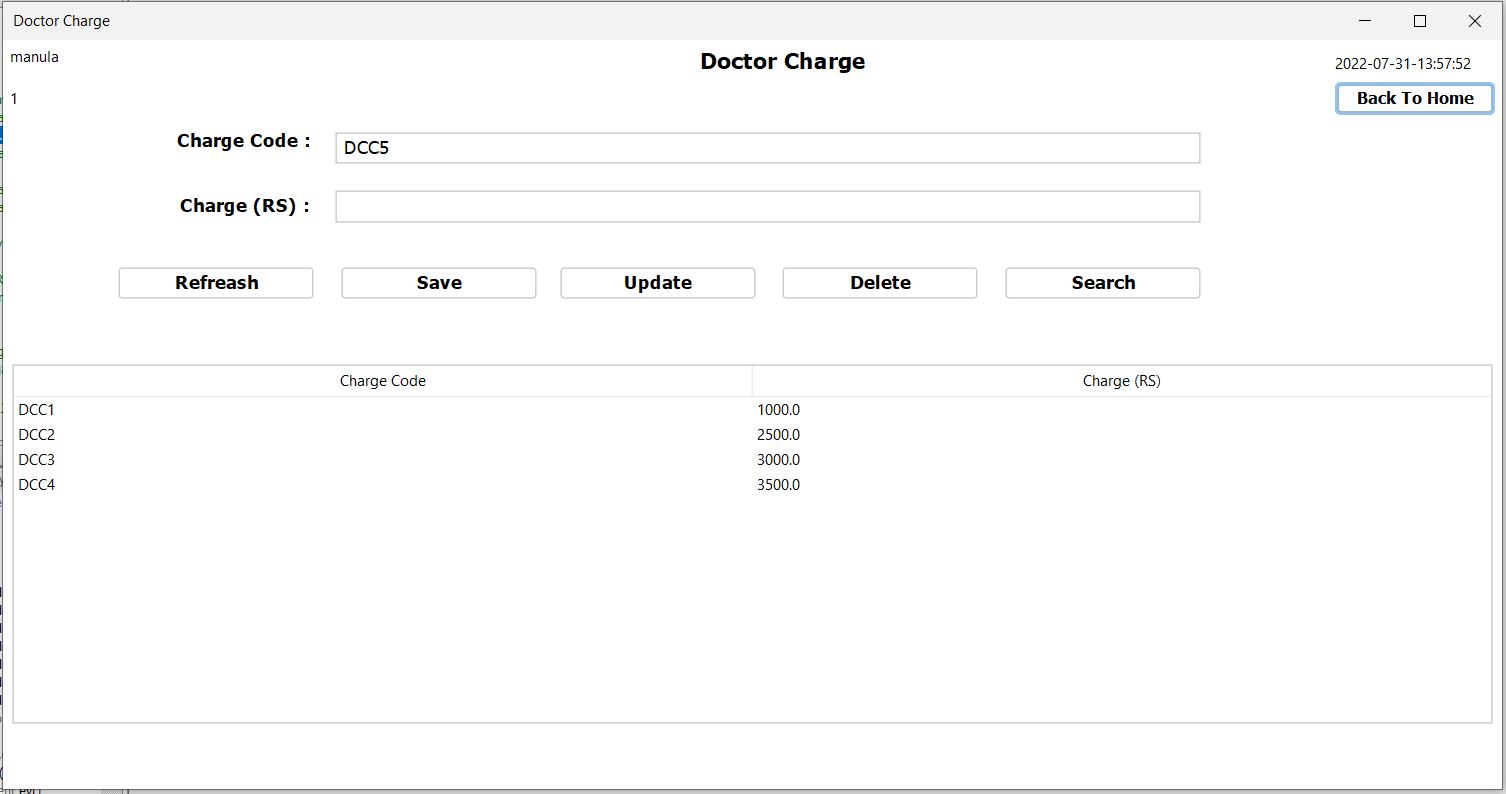 Doctor Charge
manula
Doctor Charge
2022-07-31-13:57:52
1
Back To Home
Charge Code :
DCC5
Charge (RS) :
Refreash Save Update Delete Search
Charge Code Charge (RS)
DCC1 1000.0
DCC2 2500.0
DCC3 3000.0
DCC4 3500.0